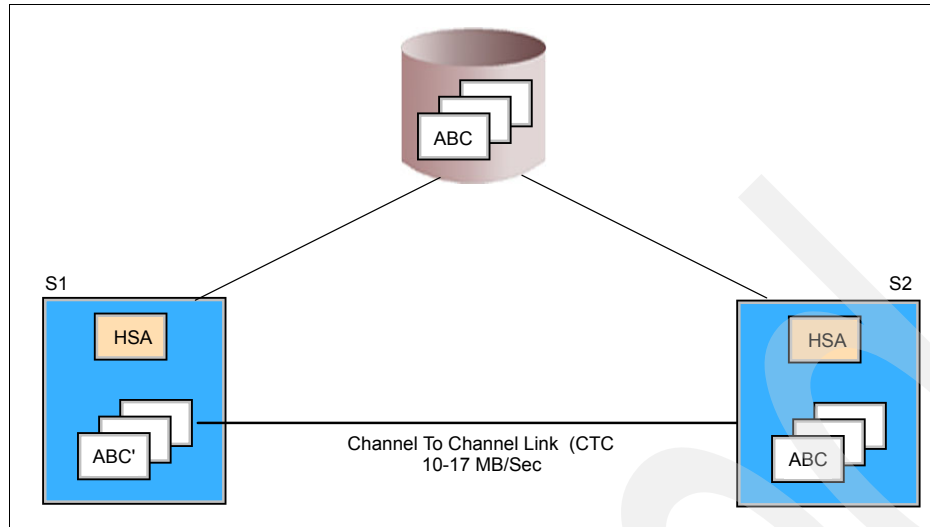 ABC
S1
S2
HSA
HSA
ABC'
Channel To Channel Link (CTC
10-17 MB/Sec
ABC